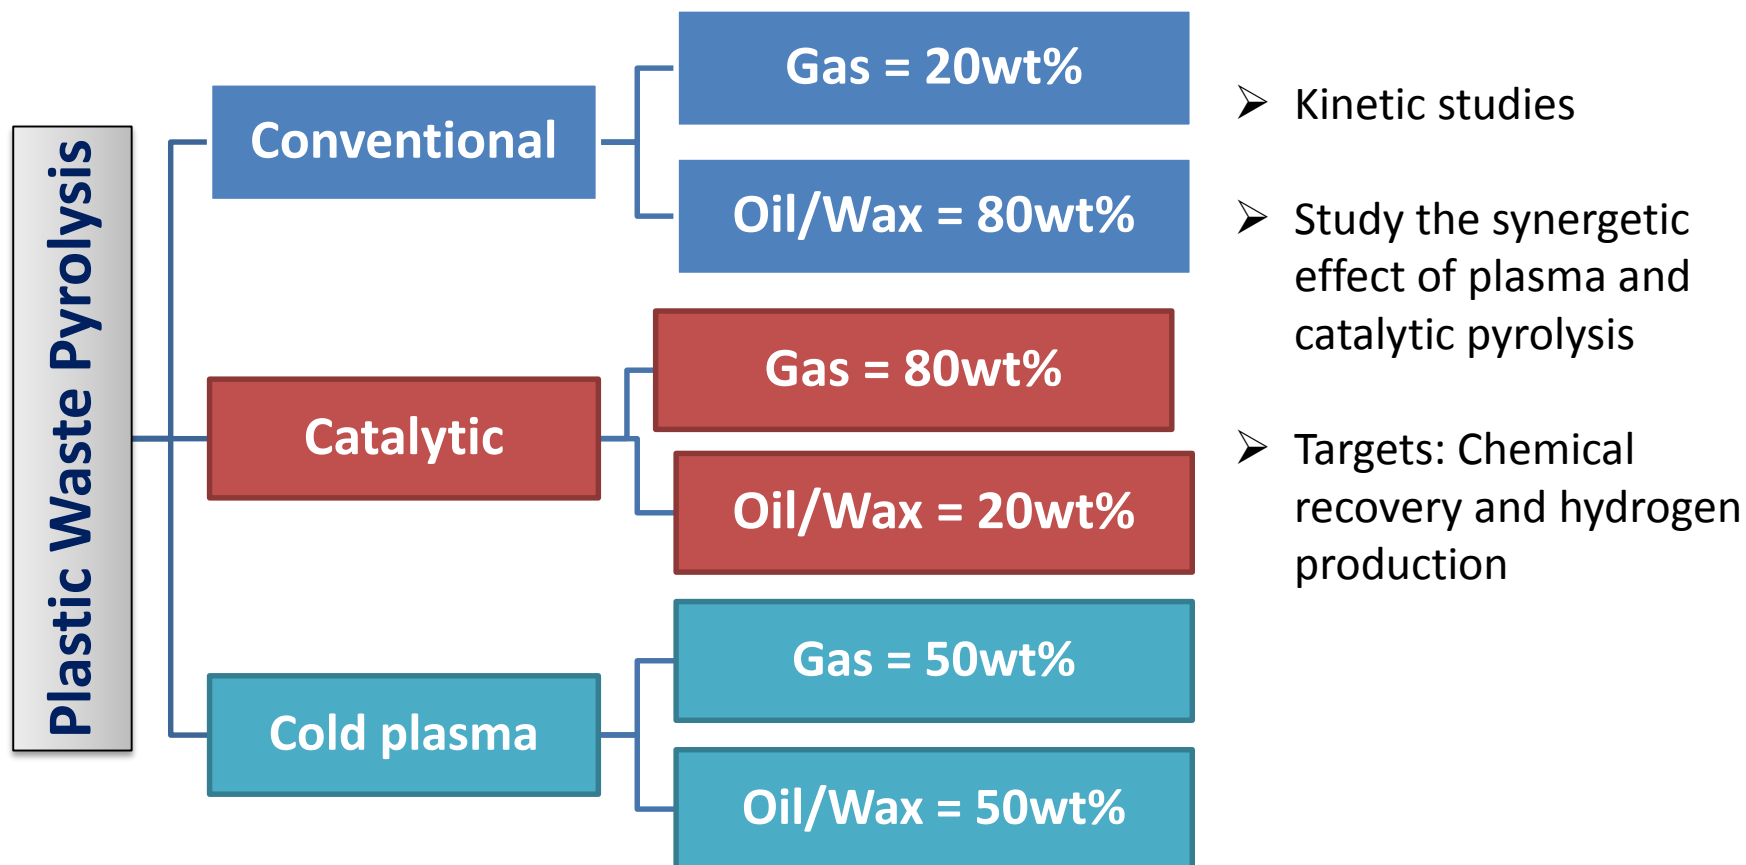 Plastic Waste Pyrolysis
Conventional
Gas = 20wt%
Oil/Wax = 80wt%
Catalytic
Gas = 80wt%
Oil/Wax = 20wt%
Cold plasma
Gas = 50wt%
Oil/Wax = 50wt%
➢ Kinetic studies
➢ Study the synergetic
effect of plasma and
catalytic pyrolysis
➢ Targets: Chemical
recovery and hydrogen
production